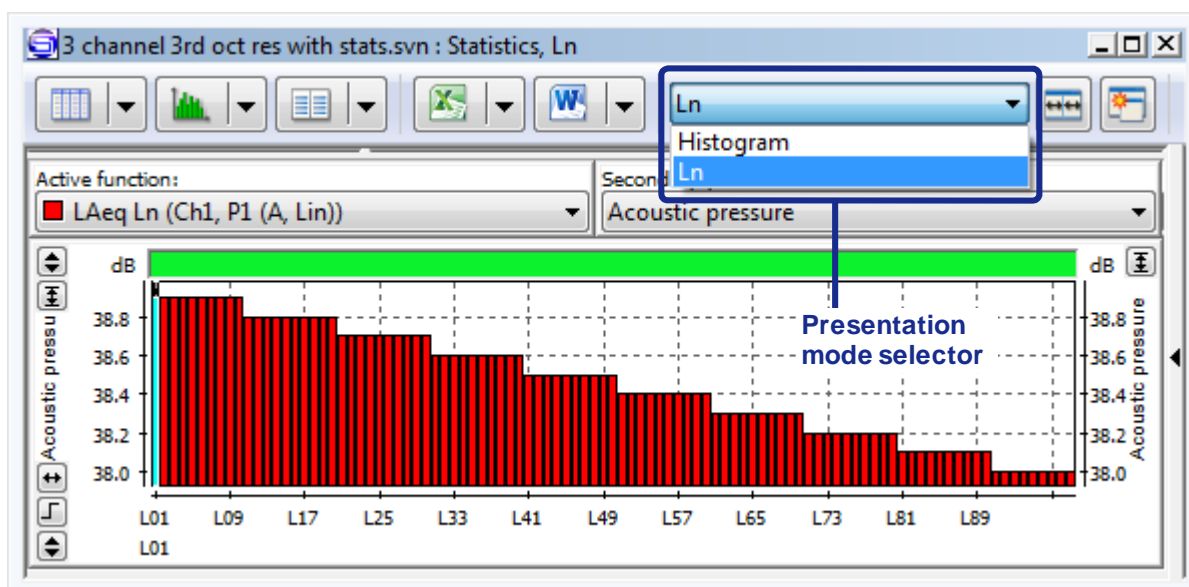 3 channel 3rd oct res with stats.svn : Statistics, Ln
Ln
Histogram
Ln
Active function:
Second
LAeq Ln (Ch1, P1 (A, Lin))
Acoustic pressure
dB
dB
38.8
38.6
38.4
38.2
38.0
Acoustic pressu
38.8
38.6
38.4
38.2
38.0
Acoustic pressure
Presentation
mode selector
L01 L09 L17 L25 L33 L41 L49 L57 L65 L73 L81 L89
L01